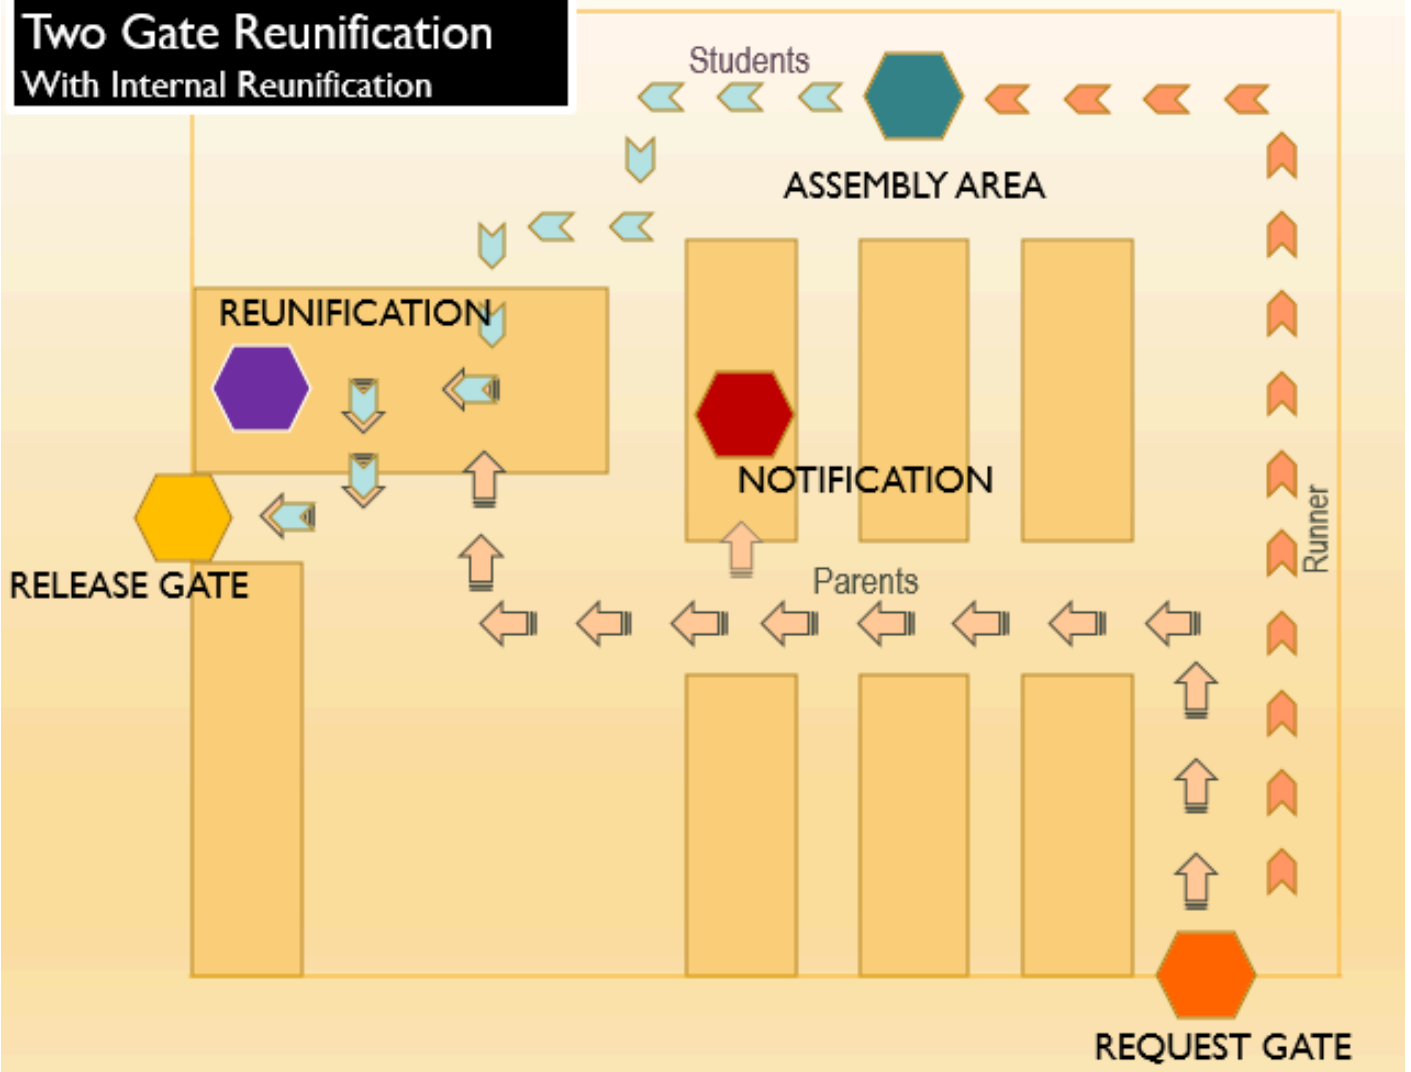 Two Gate Reunification
With Internal Reunification
Students
ASSEMBLY AREA
REUNIFICATION
NOTIFICATION
Runner
RELEASE GATE
Parents
REQUEST GATE